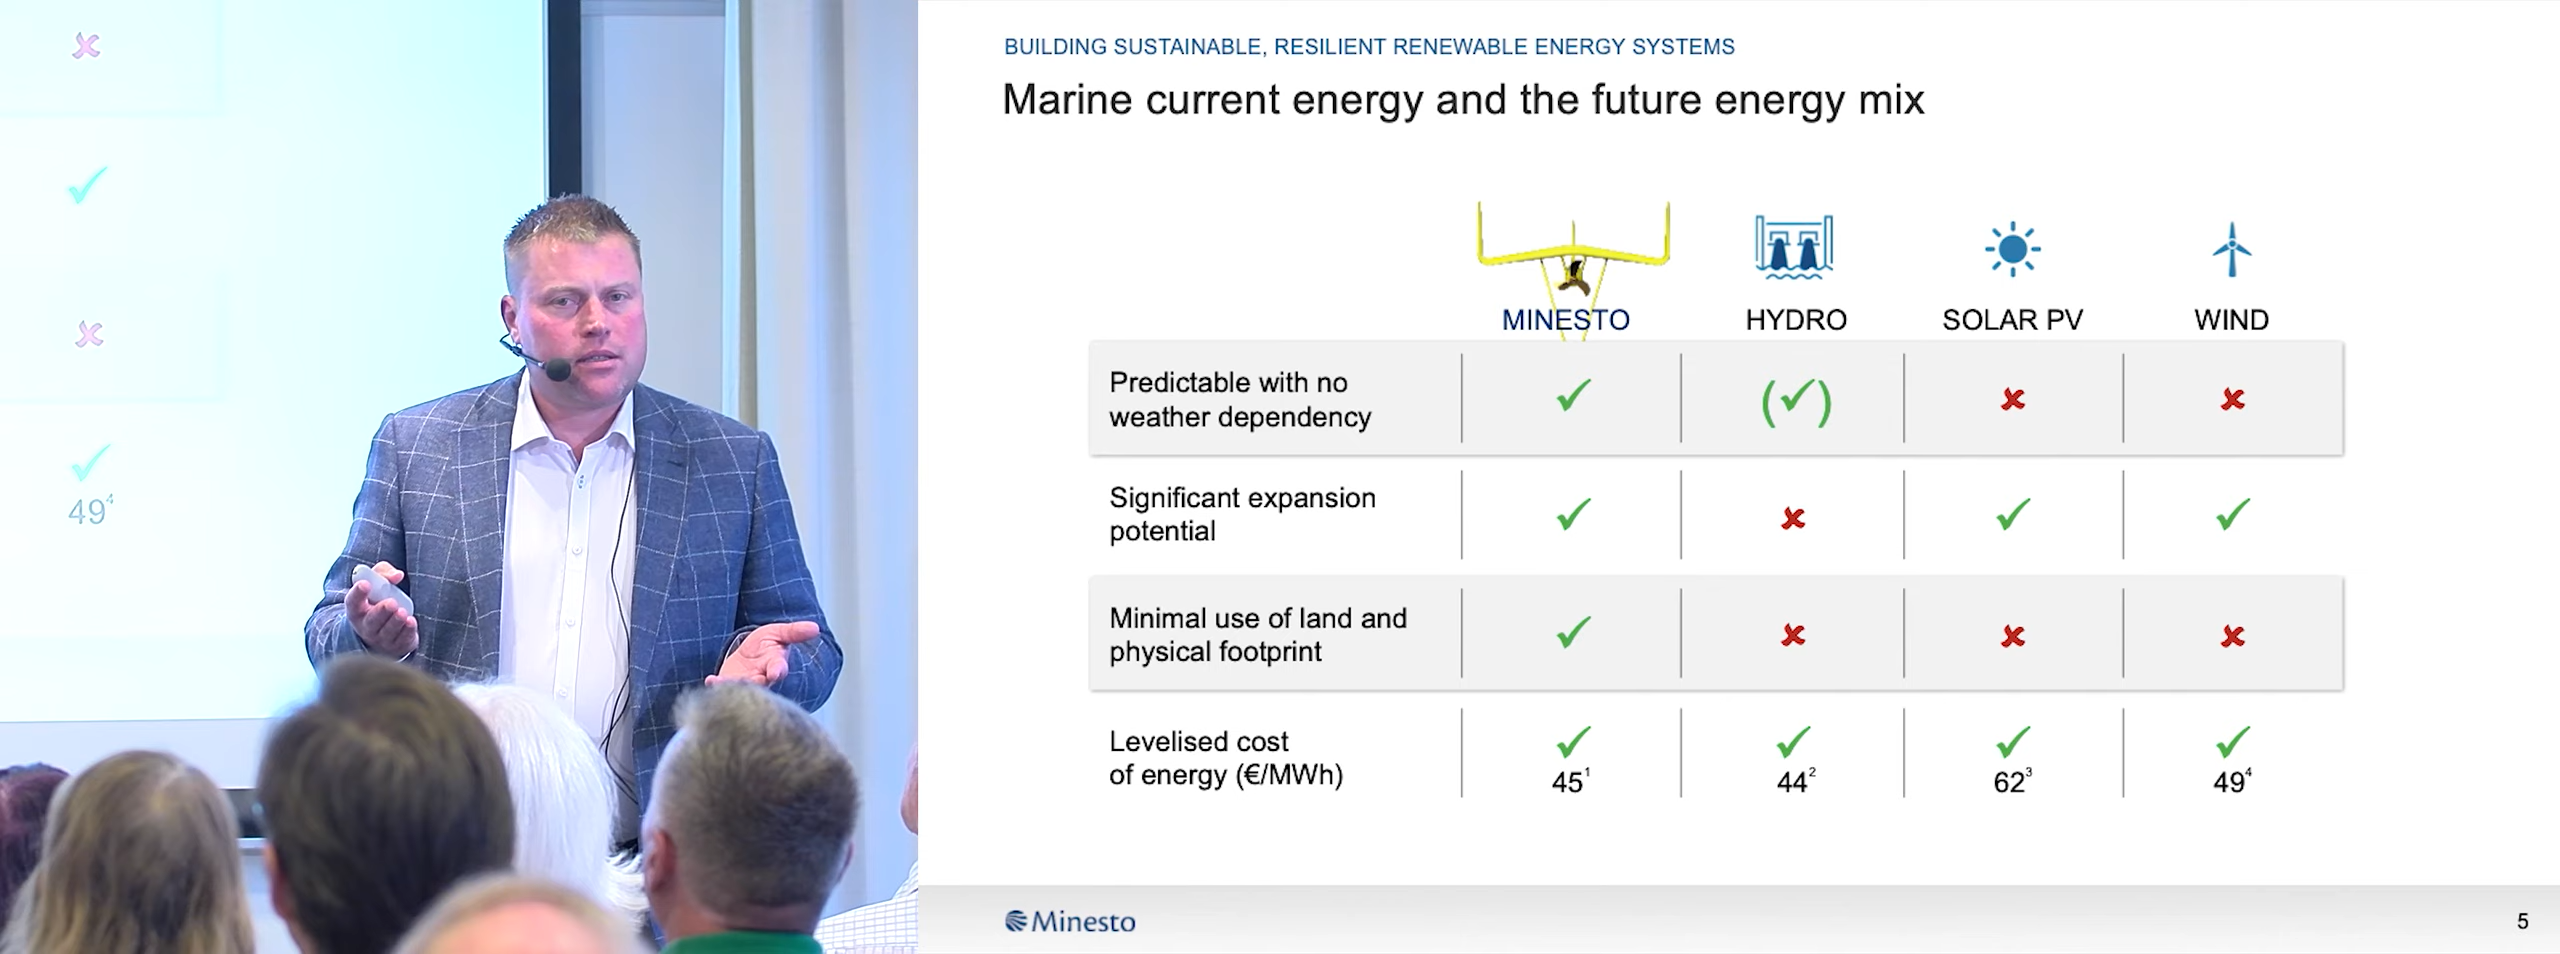 49⁴
BUILDING SUSTAINABLE, RESILIENT RENEWABLE ENERGY SYSTEMS
Marine current energy and the future energy mix
MINESTO HYDRO SOLAR PV WIND
Predictable with no
weather dependency
Significant expansion
potential
Minimal use of land and
physical footprint
Levelised cost
of energy (€/MWh)
45¹ 44² 62³ 49⁴
Minesto
5